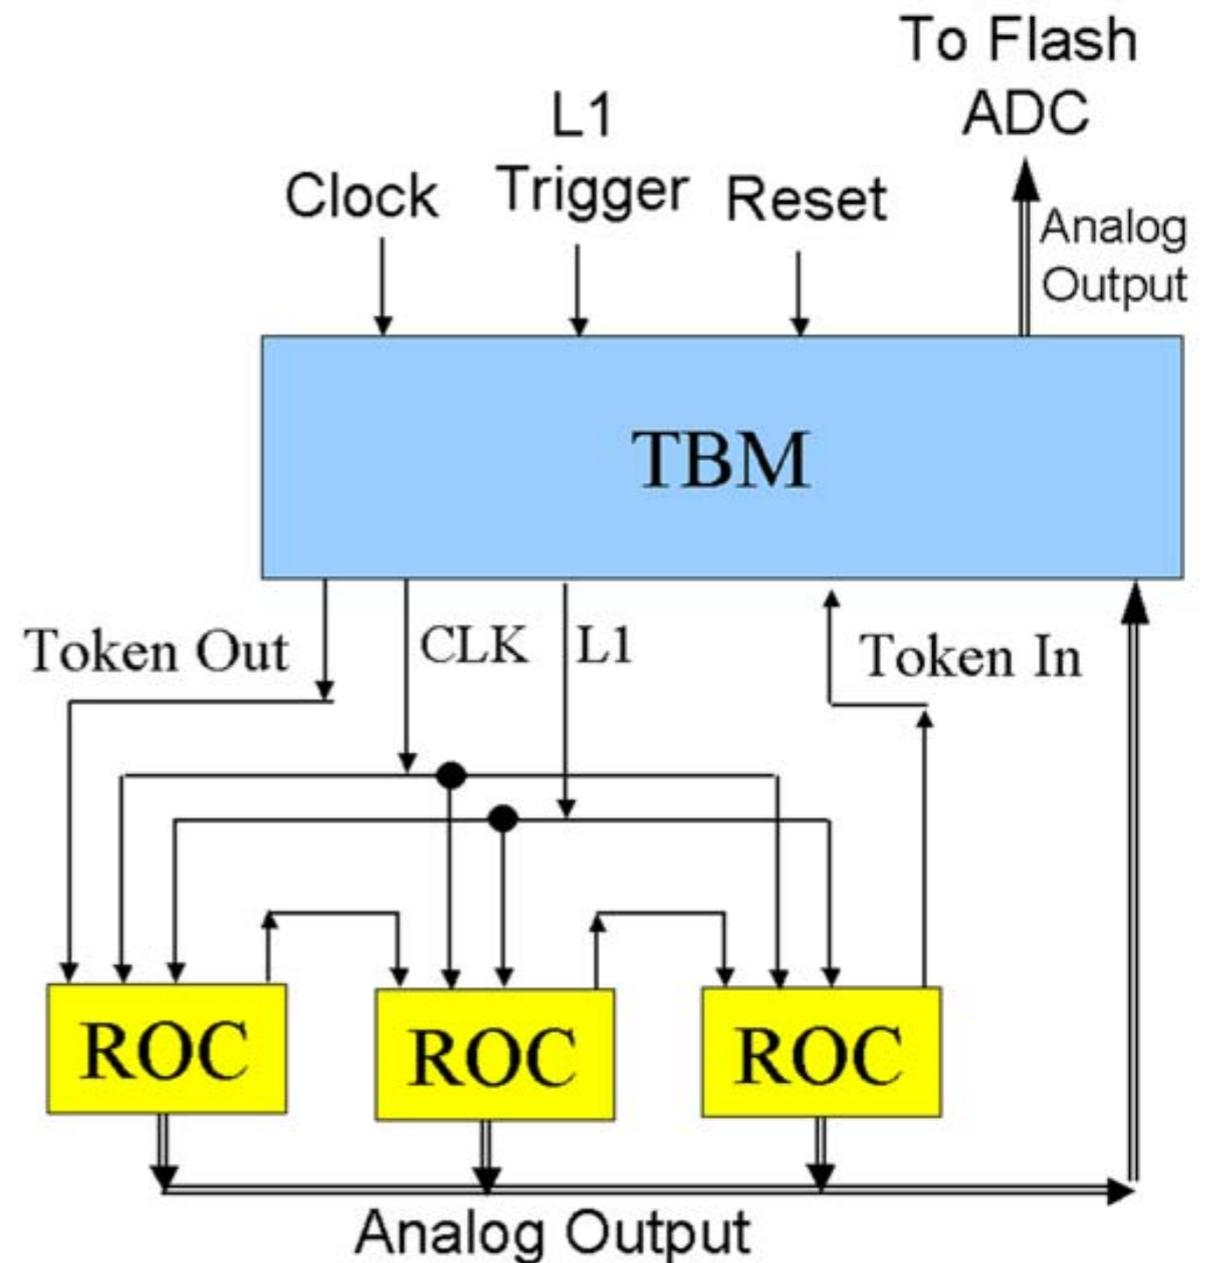 To Flash
ADC
L1
Trigger
Clock
Reset
Analog
Output
TBM
Token Out
CLK
L1
Token In
ROC
ROC
ROC
Analog Output